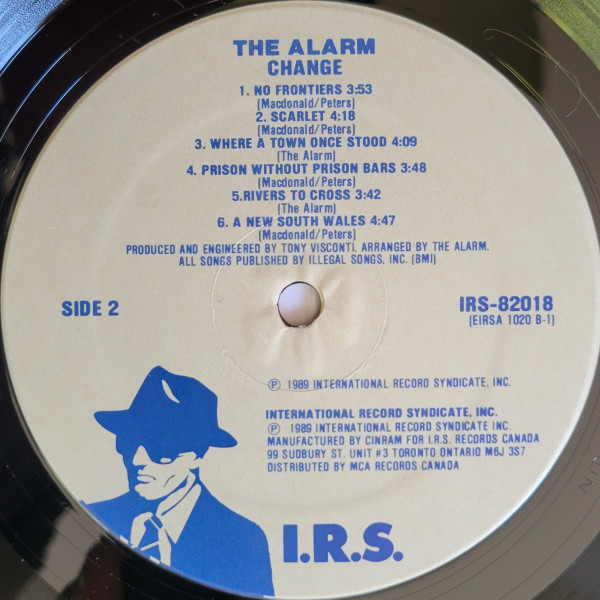 THE ALARM
CHANGE
1. NO FRONTIERS 3:53
(Macdonald/Peters)
2. SCARLET 4:18
(Macdonald/Peters)
3. WHERE A TOWN ONCE STOOD 4:09
(The Alarm)
4. PRISON WITHOUT PRISON BARS 3:48
(Macdonald/Peters)
5.RIVERS TO CROSS 3:42
(The Alarm)
6. A NEW SOUTH WALES 4:47
(Macdonald/Peters)
PRODUCED AND ENGINEERED BY TONY VISCONTI. ARRANGED BY THE ALARM.
ALL SONGS PUBLISHED BY ILLEGAL SONGS, INC. (BMI)
SIDE 2
IRS-82018
(EIRSA 1020 B-1)
℗ 1989 INTERNATIONAL RECORD SYNDICATE, INC.
INTERNATIONAL RECORD SYNDICATE, INC.
℗ 1989 INTERNATIONAL RECORD SYNDICATE INC.
MANUFACTURED BY CINRAM FOR I.R.S. RECORDS CANADA
99 SUDBURY ST. UNIT #3 TORONTO ONTARIO M6J 3S7
DISTRIBUTED BY MCA RECORDS CANADA
I.R.S.